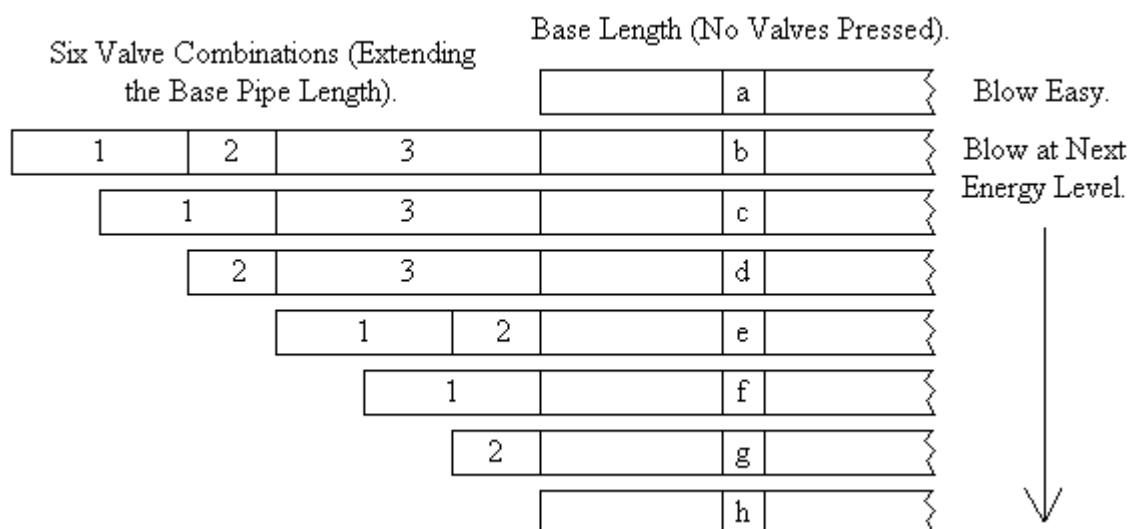 Six Valve Combinations (Extending
the Base Pipe Length).
Base Length (No Valves Pressed).
a
Blow Easy.
1 2 3 b
Blow at Next
Energy Level.
1 3 c
2 3 d
1 2 e
1 f
2 g
h